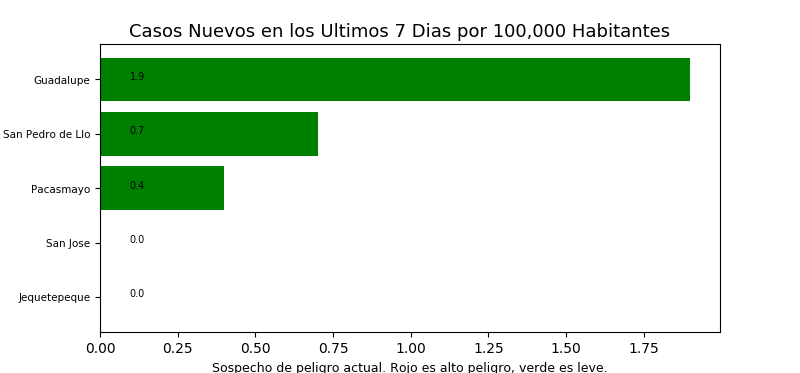 Casos Nuevos en los Ultimos 7 Dias por 100,000 Habitantes
Guadalupe 1.9
San Pedro de Llo 0.7
Pacasmayo 0.4
San Jose 0.0
Jequetepeque 0.0
0.00 0.25 0.50 0.75 1.00 1.25 1.50 1.75
Sospecho de peligro actual. Rojo es alto peligro, verde es leve.